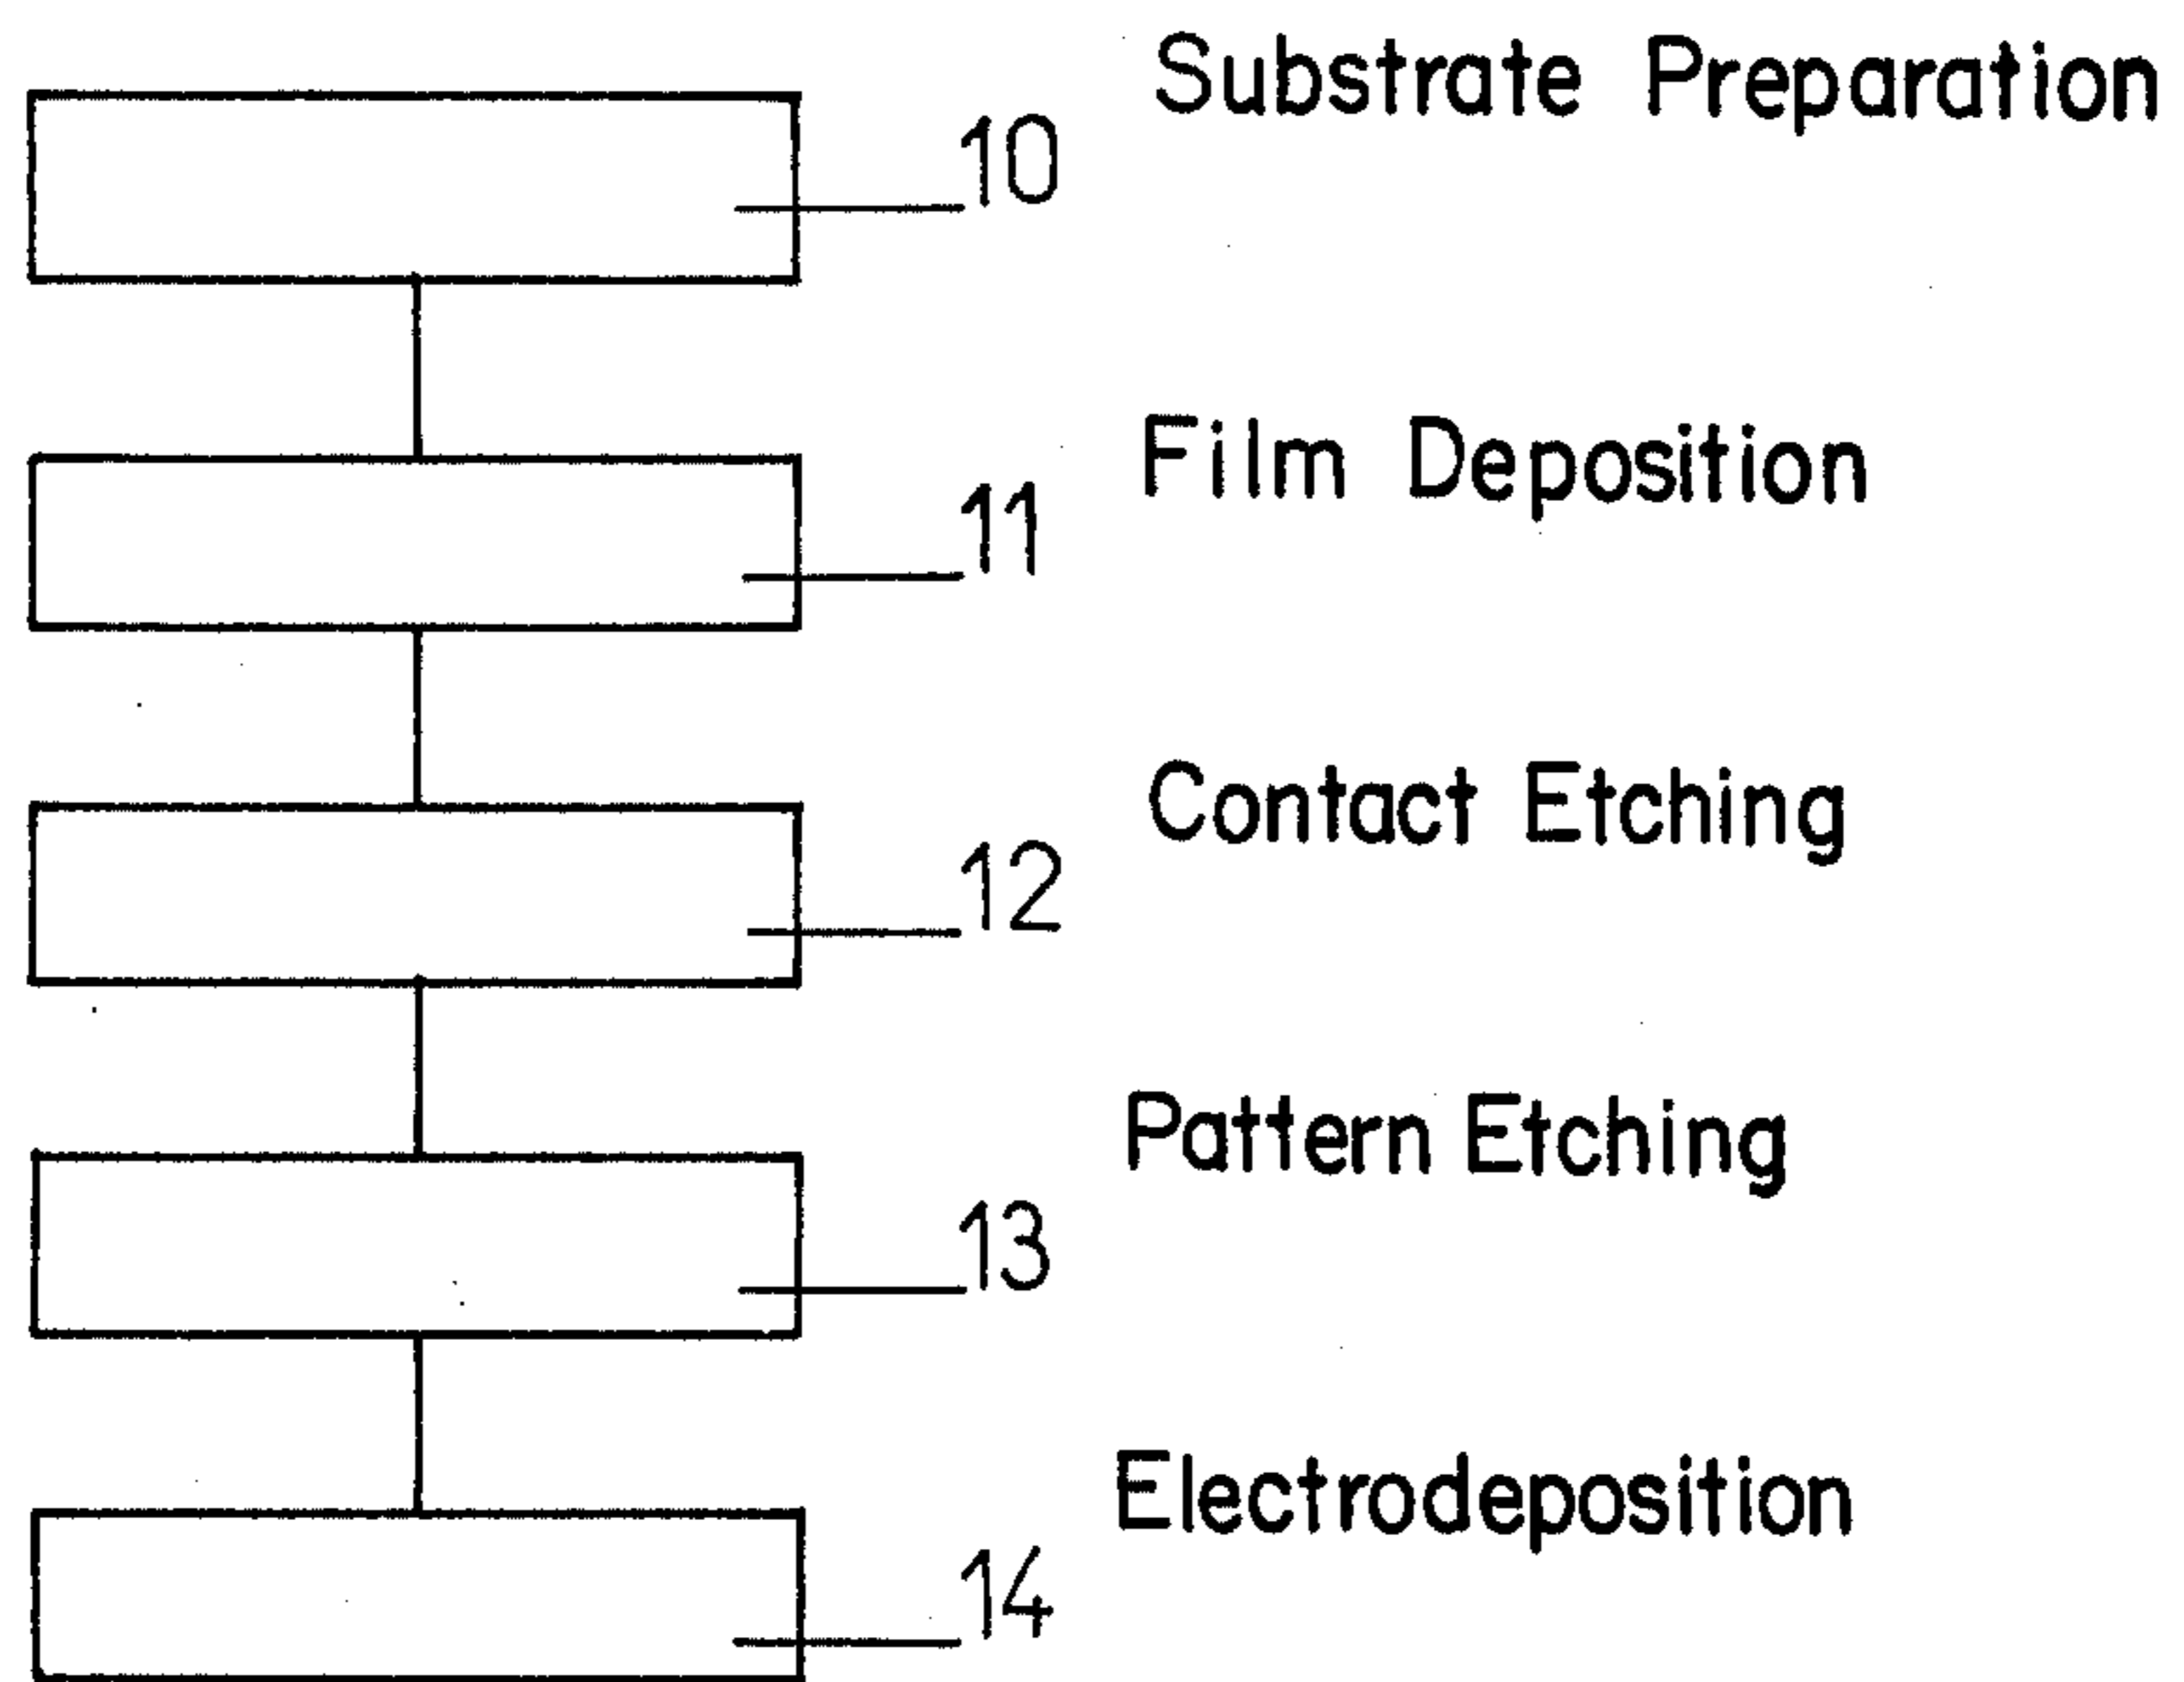 Substrate Preparation
10
Film Deposition
11
Contact Etching
12
Pattern Etching
13
Electrodeposition
14